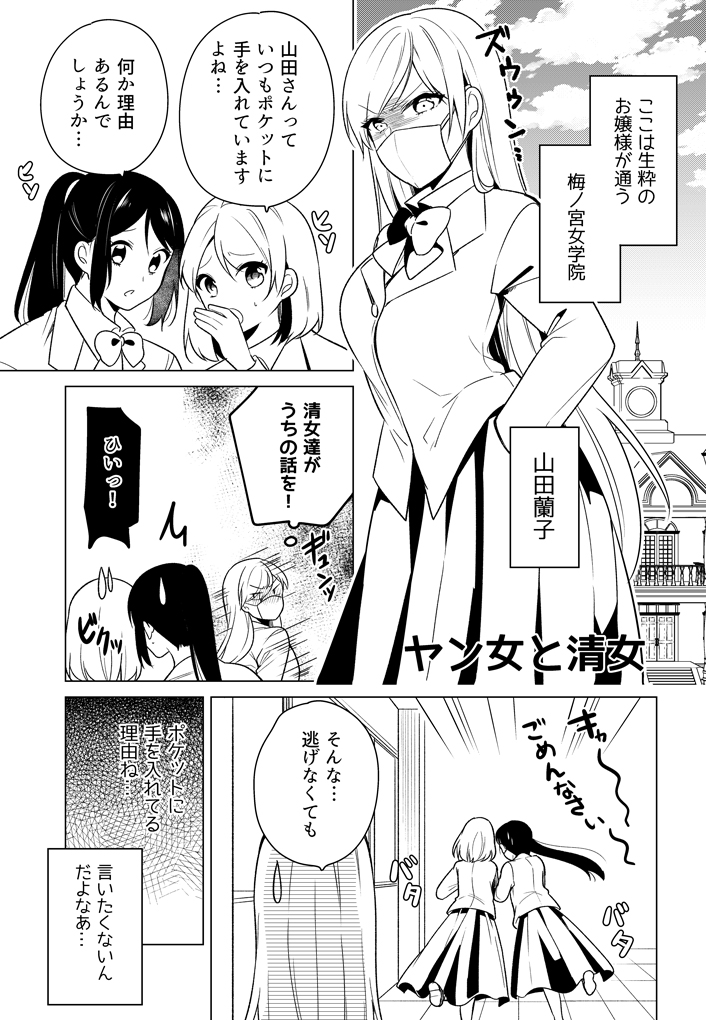 ここは生粋の
お嬢様が通う
梅ノ宮女学院
ズゥゥン
山田蘭子
ヤン女と清女
山田さんって
いつもポケットに
手を入れています
よね…
ヒソ
何か理由
あるんで
しょうか…
ヒソ
清女達が
うちの話を！
ギュンッ
ひいっ！
ビクッ
キャ〜
ごめんなさい〜
バタ
バタ
そんな…
逃げなくても
ポケットに
手を入れてる
理由ね…
言いたくないん
だよなあ…